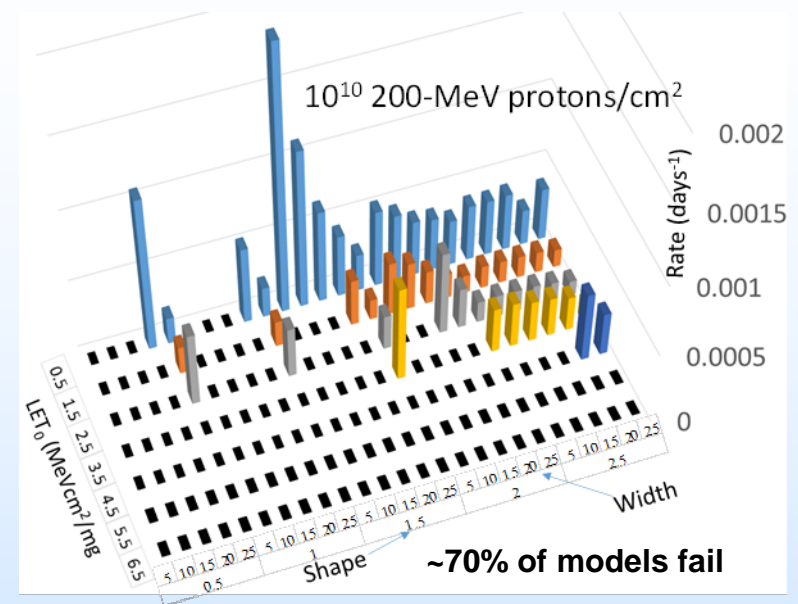 10¹⁰ 200-MeV protons/cm²
0.002
0.0015
0.001
0.0005
0
Rate (days⁻¹)
0.5
1.5
2.5
3.5
4.5
5.5
6.5
LET₀ (MeVcm²/mg
5 10 15 20 25 5 10 15 20 25 5 10 15 20 25 5 10 15 20 25 5 10 15 20 25
0.5 1 1.5 2 2.5
Shape
Width
~70% of models fail